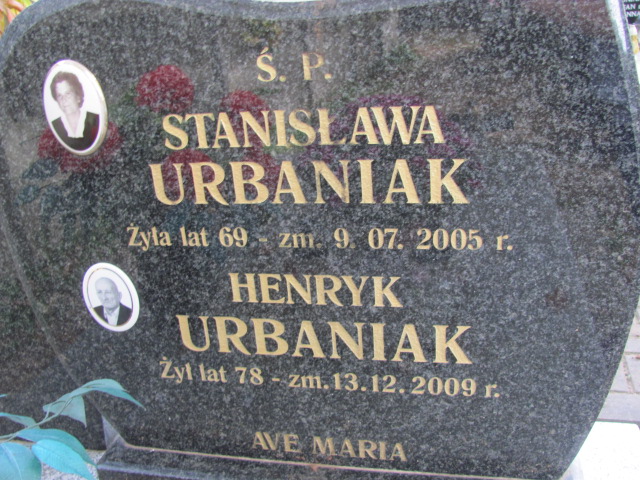 Ś. P.
STANISŁAWA
URBANIAK
Żyła lat 69 - zm. 9. 07. 2005 r.
HENRYK
URBANIAK
Żył lat 78 - zm. 13.12. 2009 r.
AVE MARIA